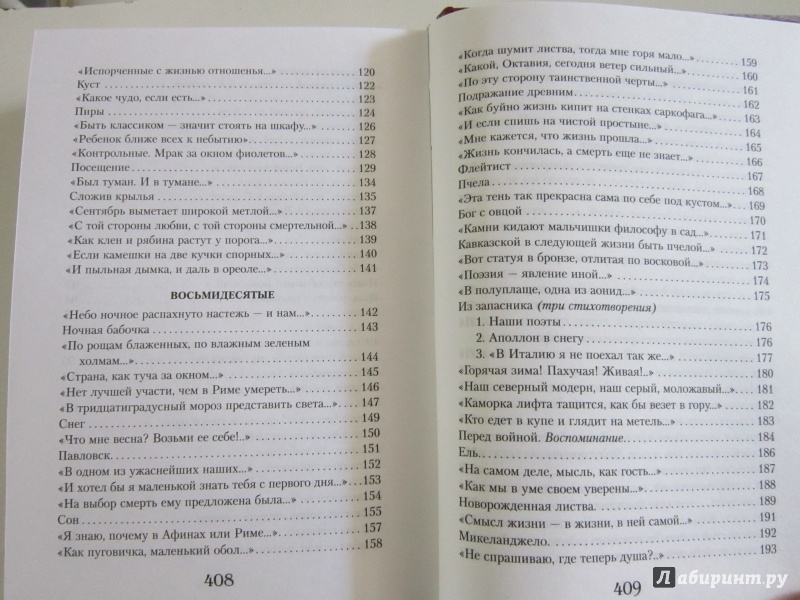 «Испорченные с жизнью отношенья...» 120
Куст 122
«Какое чудо, если есть...» 123
Пиры 124
«Быть классиком — значит стоять на шкафу...» 126
«Ребенок ближе всех к небытию» 127
«Контрольные. Мрак за окном фиолетов...» 128
Посещение 129
«Был туман. И в тумане...» 134
Сложив крылья 135
«Сентябрь выметает широкой метлой...» 137
«С той стороны любви, с той стороны смертельной...» 138
«Как клен и рябина растут у порога...» 139
«Если камешки на две кучки спорных...» 140
«И пыльная дымка, и даль в ореоле...» 141
ВОСЬМИДЕСЯТЫЕ
«Небо ночное распахнуто настежь — и нам...» 142
Ночная бабочка 143
«По рощам блаженных, по влажным зеленым
холмам...» 144
«Страна, как туча за окном...» 145
«Нет лучшей участи, чем в Риме умереть...» 146
«В тридцатиградусный мороз представить света...» 147
Снег 149
«Что мне весна? Возьми ее себе!..» 150
Павловск. 151
«В одном из ужаснейших наших...» 152
«И хотел бы я маленькой знать тебя с первого дня...» 153
«На выбор смерть ему предложена была...» 154
Сон 155
«Я знаю, почему в Афинах или Риме...» 157
«Как пуговичка, маленький обол...» 158
408
«Когда шумит листва, тогда мне горя мало...» 159
«Какой, Октавия, сегодня ветер сильный...» 160
«По эту сторону таинственной черты...» 161
Подражание древним 162
«Как буйно жизнь кипит на стенках саркофага...» 163
«И если спишь на чистой простыне...» 164
«Мне кажется, что жизнь прошла...» 165
«Жизнь кончилась, а смерть еще не знает...» 166
Флейтист 167
Пчела 168
«Эта тень так прекрасна сама по себе под кустом...» 169
Бог с овцой 170
«Камни кидают мальчишки философу в сад...» 171
Кавказской в следующей жизни быть пчелой...» 172
«Вот статуя в бронзе, отлитая по восковой...» 173
«Поэзия — явление иной...» 174
«В полуплаще, одна из аонид...» 175
Из запасника (три стихотворения)
1. Наши поэты 176
2. Аполлон в снегу 176
3. «В Италию я не поехал так же...» 177
«Горячая зима! Пахучая! Живая!..» 180
«Наш северный модерн, наш серый, моложавый...» 181
«Каморка лифта тащится, как бы везет в гору...» 182
«Кто едет в купе и глядит на метель...» 183
Перед войной. Воспоминание. 184
Ель. 186
«На самом деле, мысль, как гость...» 187
«Как мы в уме своем уверены...» 188
Новорожденная листва. 189
«Смысл жизни — в жизни, в ней самой...» 191
Микеланджело. 192
«Не спрашиваю, где теперь душа?..» 193
409
Лабиринт.ру